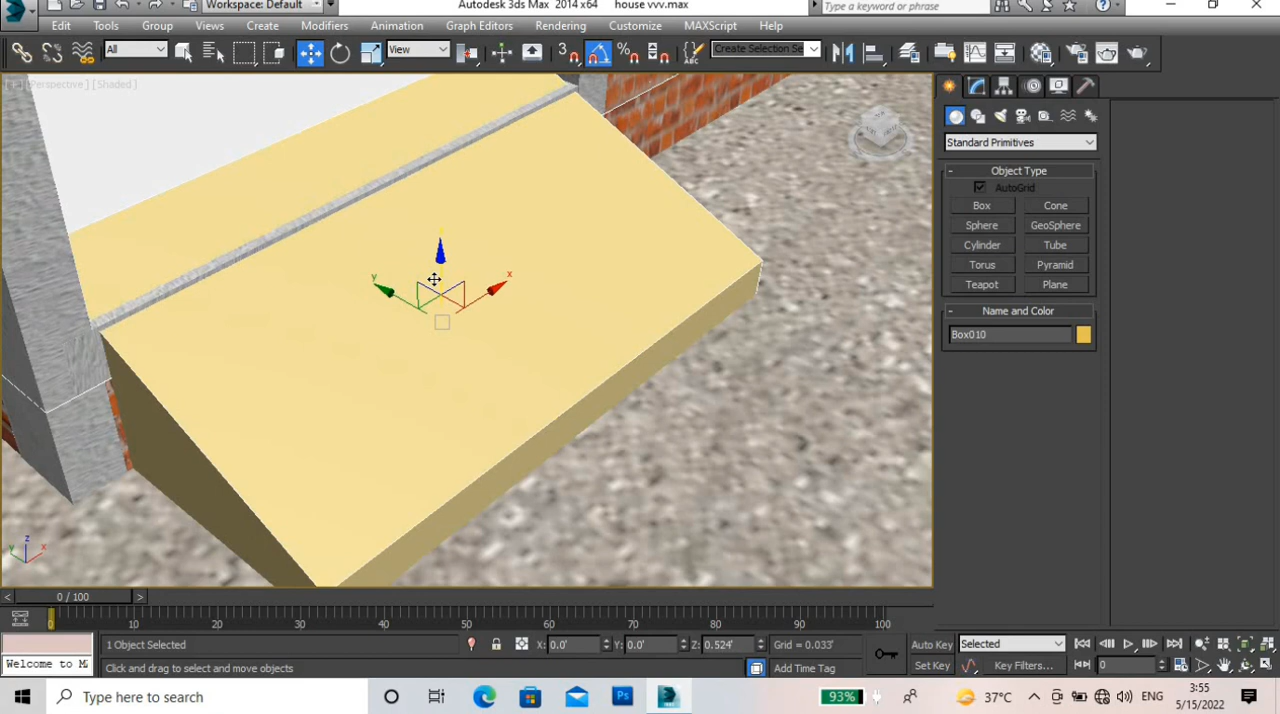 Workspace: Default
Autodesk 3ds Max 2014 x64 house vvv.max
Type a keyword or phrase
Edit Tools Group Views Create Modifiers Animation Graph Editors Rendering Customize MAXScript Help
All
View
Create Selection Se
[+] [Perspective] [Shaded]
Standard Primitives
- Object Type
AutoGrid
Box Cone
Sphere GeoSphere
Cylinder Tube
Torus Pyramid
Teapot Plane
- Name and Color
Box010
z
y x
z
y x
< 0 / 100 >
0 10 20 30 40 50 60 70 80 90 100
1 Object Selected
X: 0.0' Y: 0.0' Z: 0.524' Grid = 0.033'
Auto Key Selected
Welcome to M
Click and drag to select and move objects
Add Time Tag
Set Key Key Filters... 0
Type here to search
Ps
93%
37°C
ENG
3:55
5/15/2022